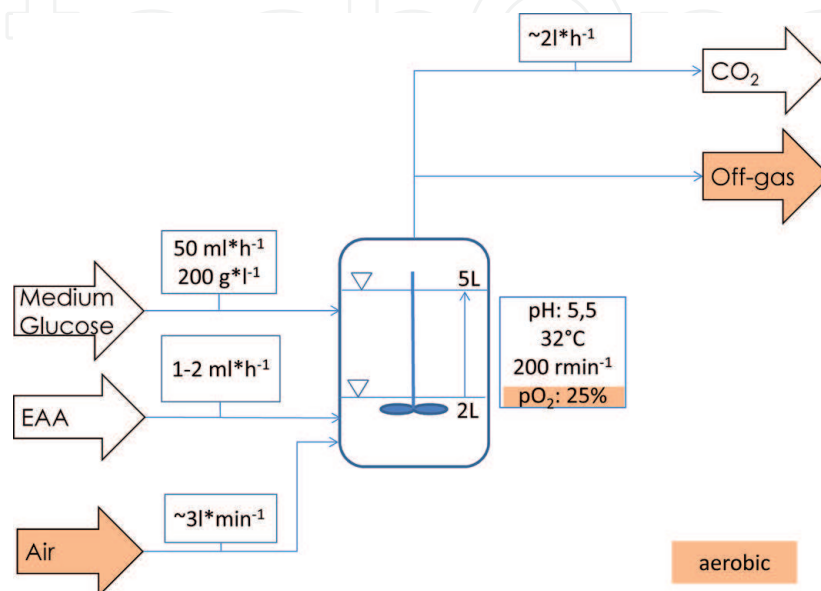 ~2l*h⁻¹
CO₂
Off-gas
50 ml*h⁻¹
200 g*l⁻¹
Medium
Glucose
5L
pH: 5,5
32°C
200 rmin⁻¹
pO₂: 25%
1-2 ml*h⁻¹
EAA
2L
~3l*min⁻¹
Air
aerobic